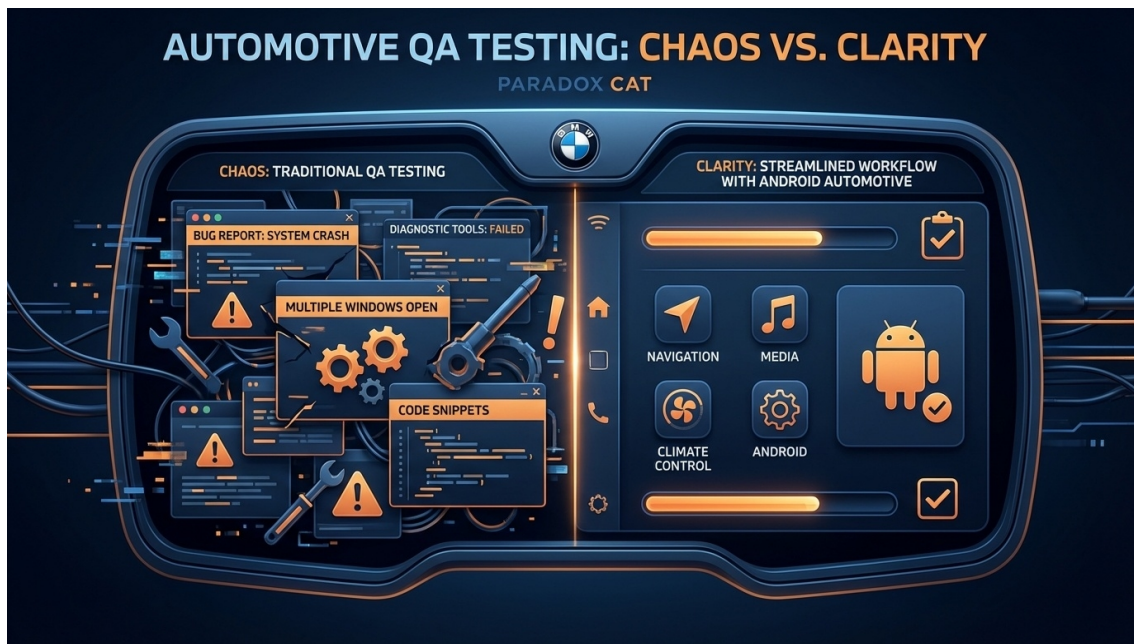 AUTOMOTIVE QA TESTING: CHAOS VS. CLARITY
PARADOX CAT
BMW
CHAOS: TRADITIONAL QA TESTING
BUG REPORT: SYSTEM CRASH
DIAGNOSTIC TOOLS: FAILED
MULTIPLE WINDOWS OPEN
CODE SNIPPETS
CLARITY: STREAMLINED WORKFLOW
WITH ANDROID AUTOMOTIVE
NAVIGATION
MEDIA
CLIMATE
CONTROL
ANDROID